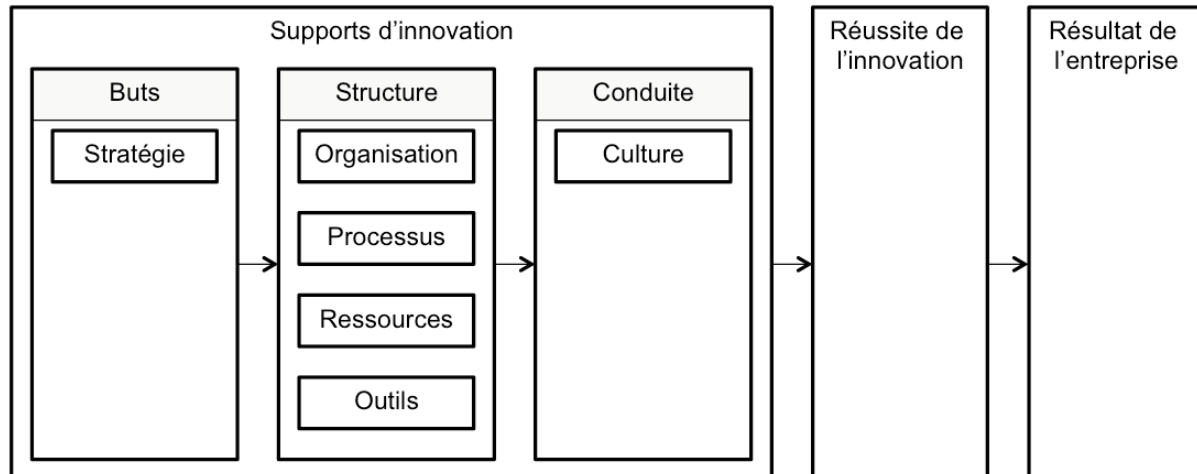 Supports d’innovation
Buts
Stratégie
Structure
Organisation
Processus
Ressources
Outils
Conduite
Culture
Réussite de
l’innovation
Résultat de
l’entreprise